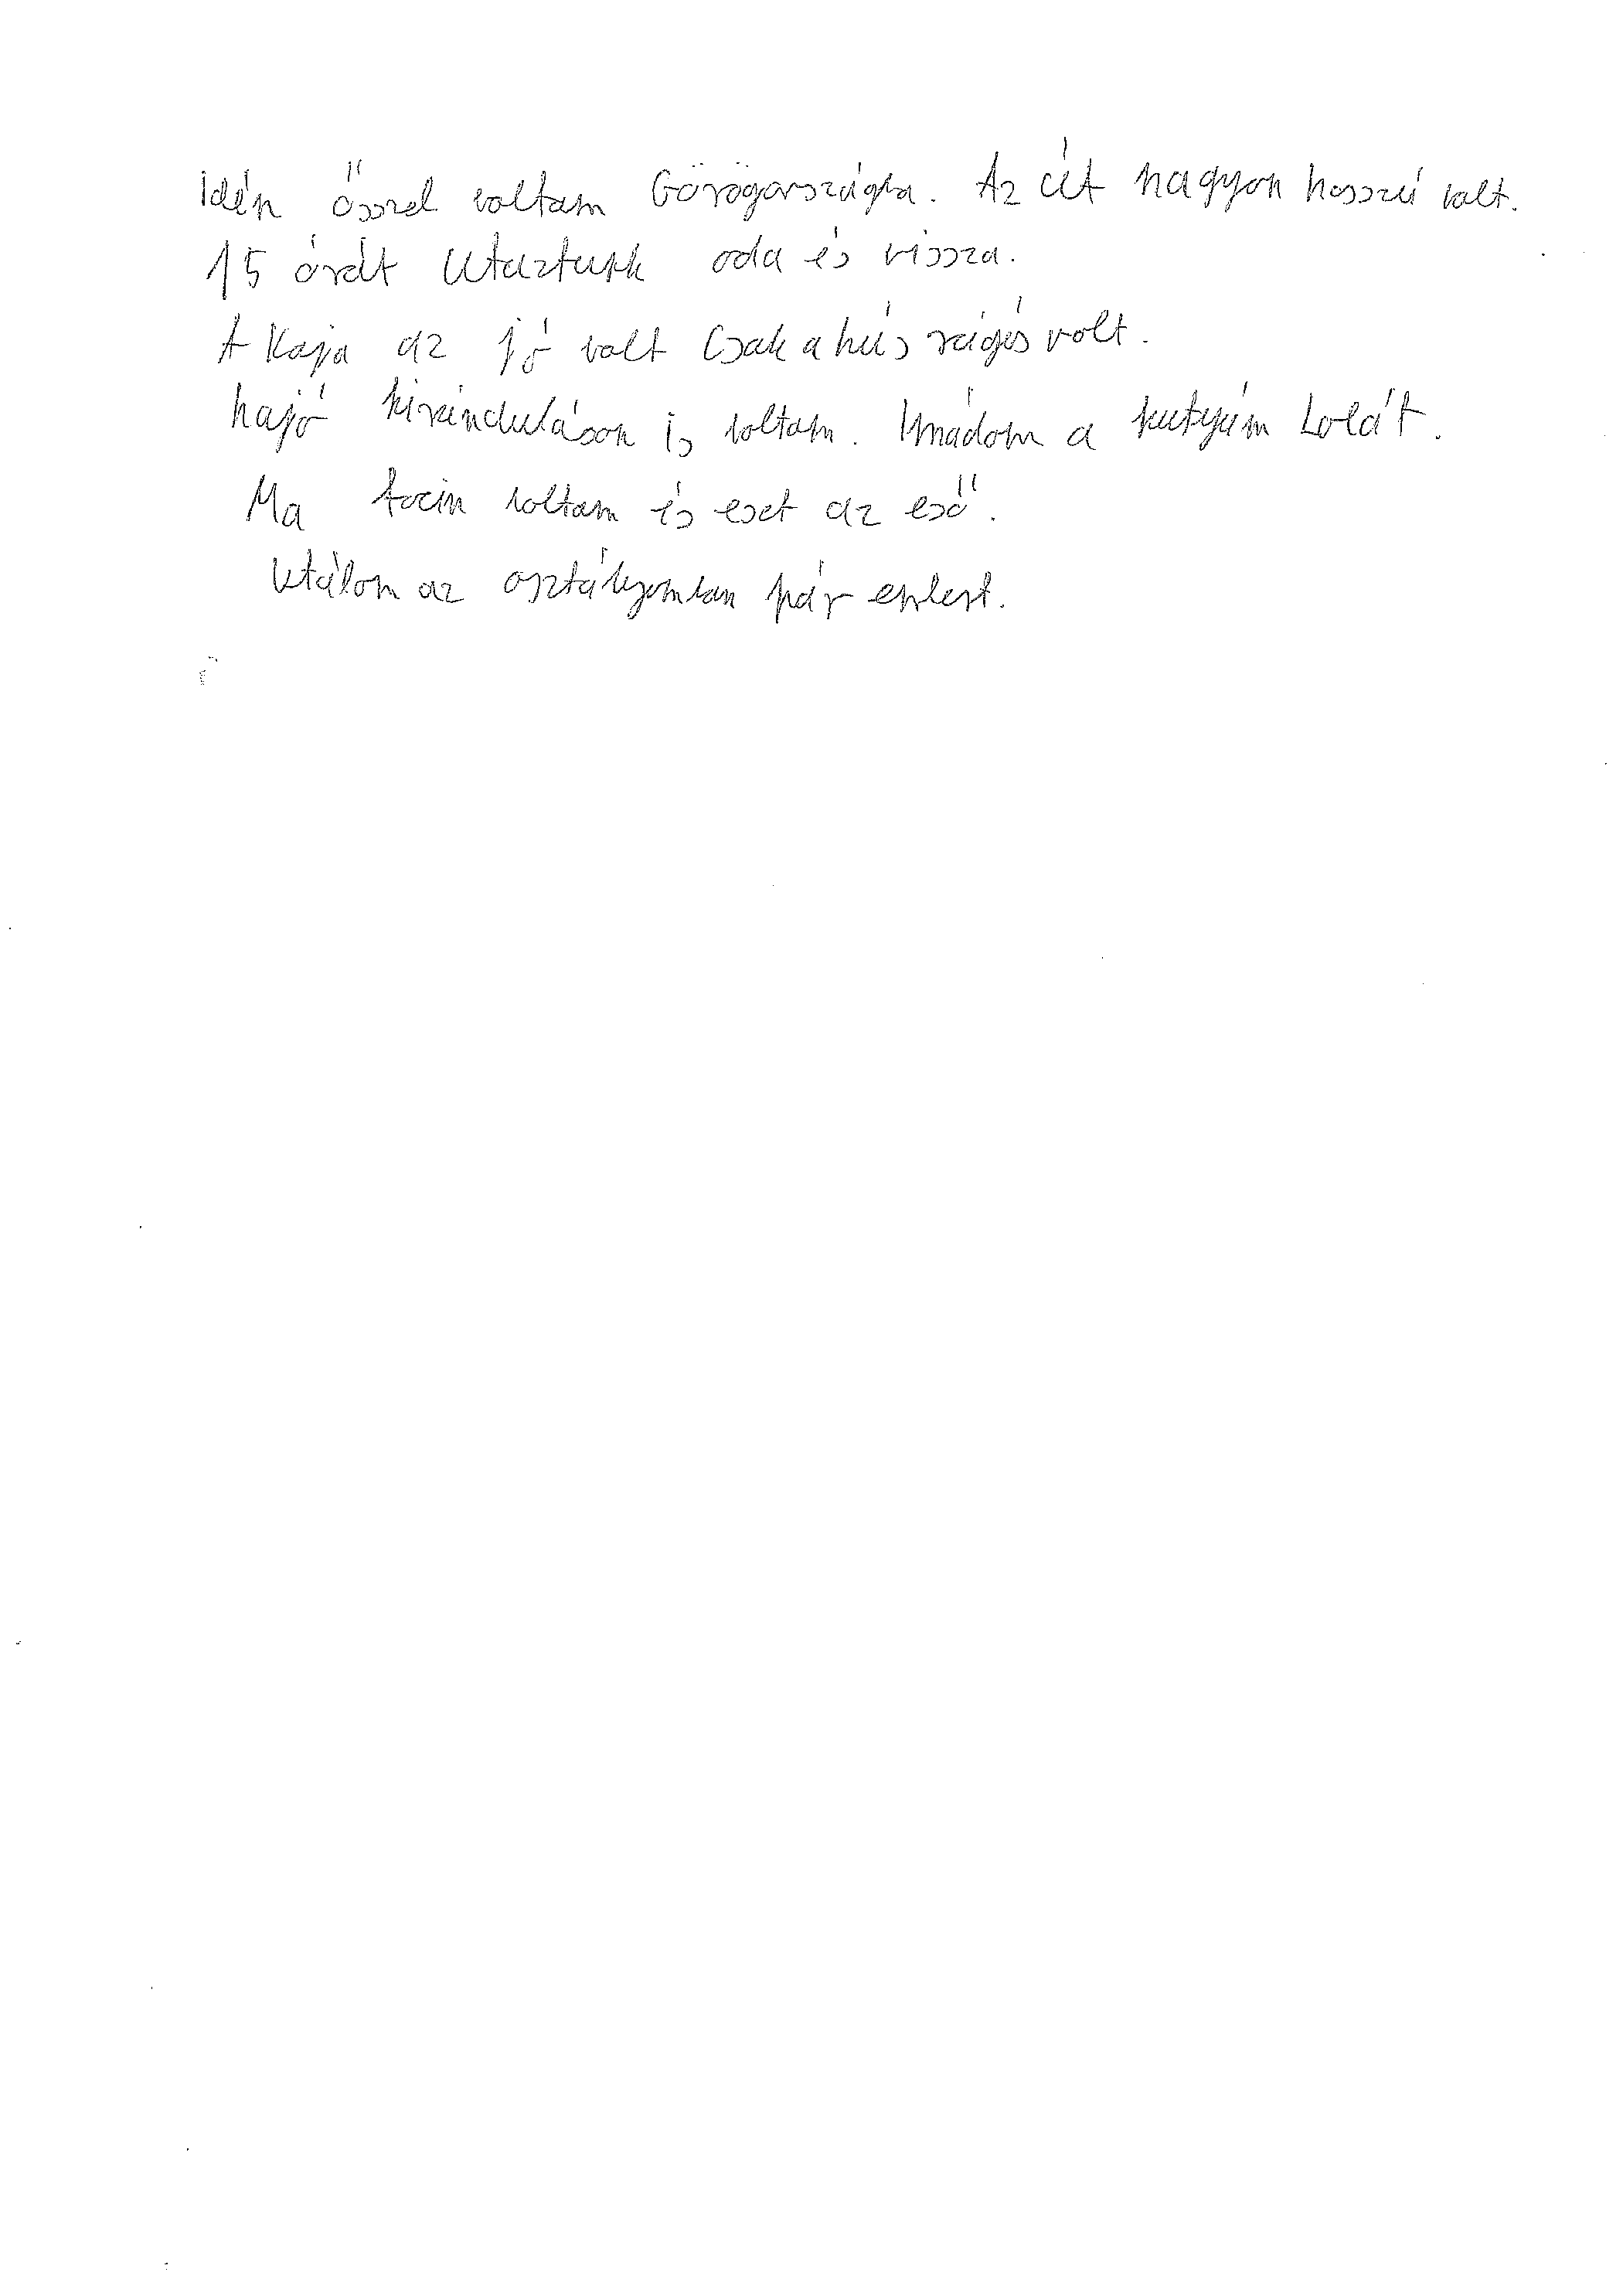 idén ősszel voltam Görögországba. Az út nagyon hosszú volt.
15 órát Utaztunk oda és vissza.
A Kaja az jó volt Csak a hús rágós volt.
hajó kiránduláson is voltam. Imádom a kutyám Lolát.
Ma focin voltam és eset az eső.
Utálom az osztályomban pár embert.